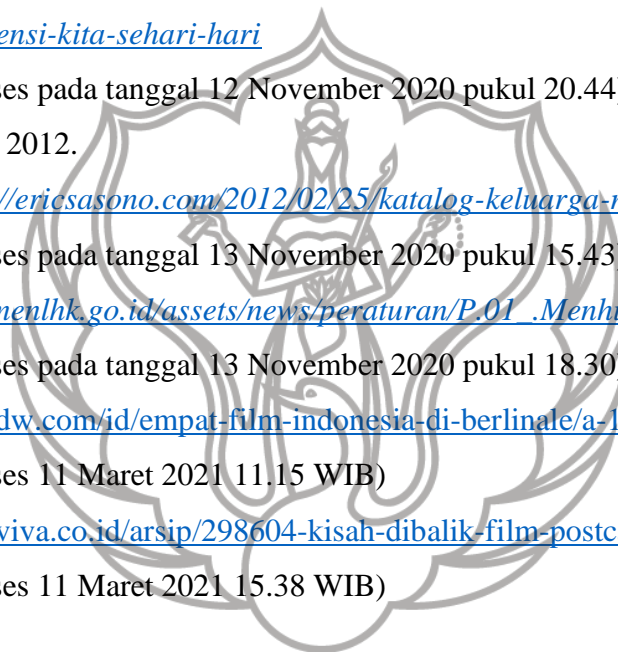 ensi-kita-sehari-hari
ses pada tanggal 12 November 2020 pukul 20.44)
2012.
//ericsasono.com/2012/02/25/katalog-keluarga-
ses pada tanggal 13 November 2020 pukul 15.43)
menlhk.go.id/assets/news/peraturan/P.01_.Menhu
ses pada tanggal 13 November 2020 pukul 18.30)
dw.com/id/empat-film-indonesia-di-berlinale/a-1
ses 11 Maret 2021 11.15 WIB)
viva.co.id/arsip/298604-kisah-dibalik-film-postc
ses 11 Maret 2021 15.38 WIB)